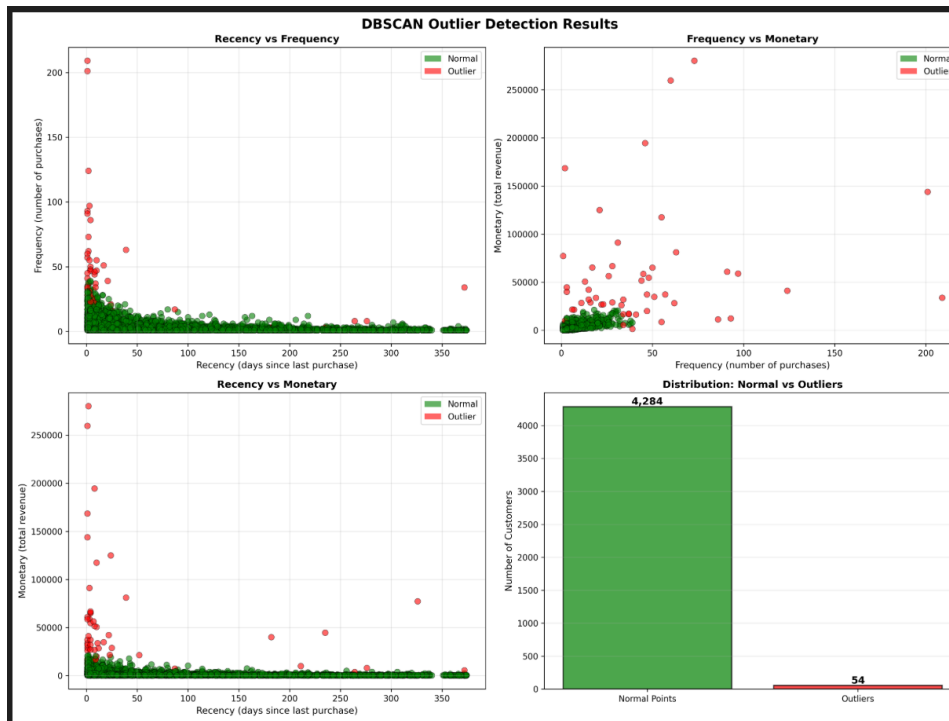 DBSCAN Outlier Detection Results
Recency vs Frequency
Normal
Outlier
200
150
100
50
0
Frequency (number of purchases)
0 50 100 150 200 250 300 350
Recency (days since last purchase)
Frequency vs Monetary
Norma
Outlier
250000
200000
150000
100000
50000
0
Monetary (total revenue)
0 50 100 150 200
Frequency (number of purchases)
Recency vs Monetary
Normal
Outlier
250000
200000
150000
100000
50000
0
Monetary (total revenue)
0 50 100 150 200 250 300 350
Recency (days since last purchase)
Distribution: Normal vs Outliers
4,284
54
4000
3500
3000
2500
2000
1500
1000
500
0
Number of Customers
Normal Points Outliers